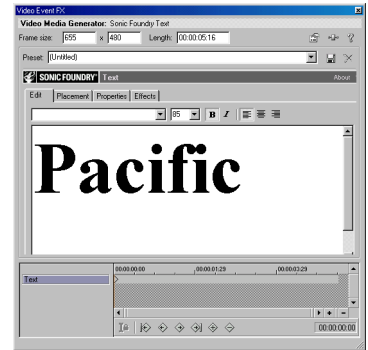 Video Event FX
Video Media Generator: Sonic Foundry Text
Frame size: 655 x 480 Length: 00:00:05:16
Preset: (Untitled)
SONIC FOUNDRY Text About
Edit Placement Properties Effects
85 B I
Pacific
00:00:00:00 00:00:01:29 00:00:03:29
Text
00:00:00:00